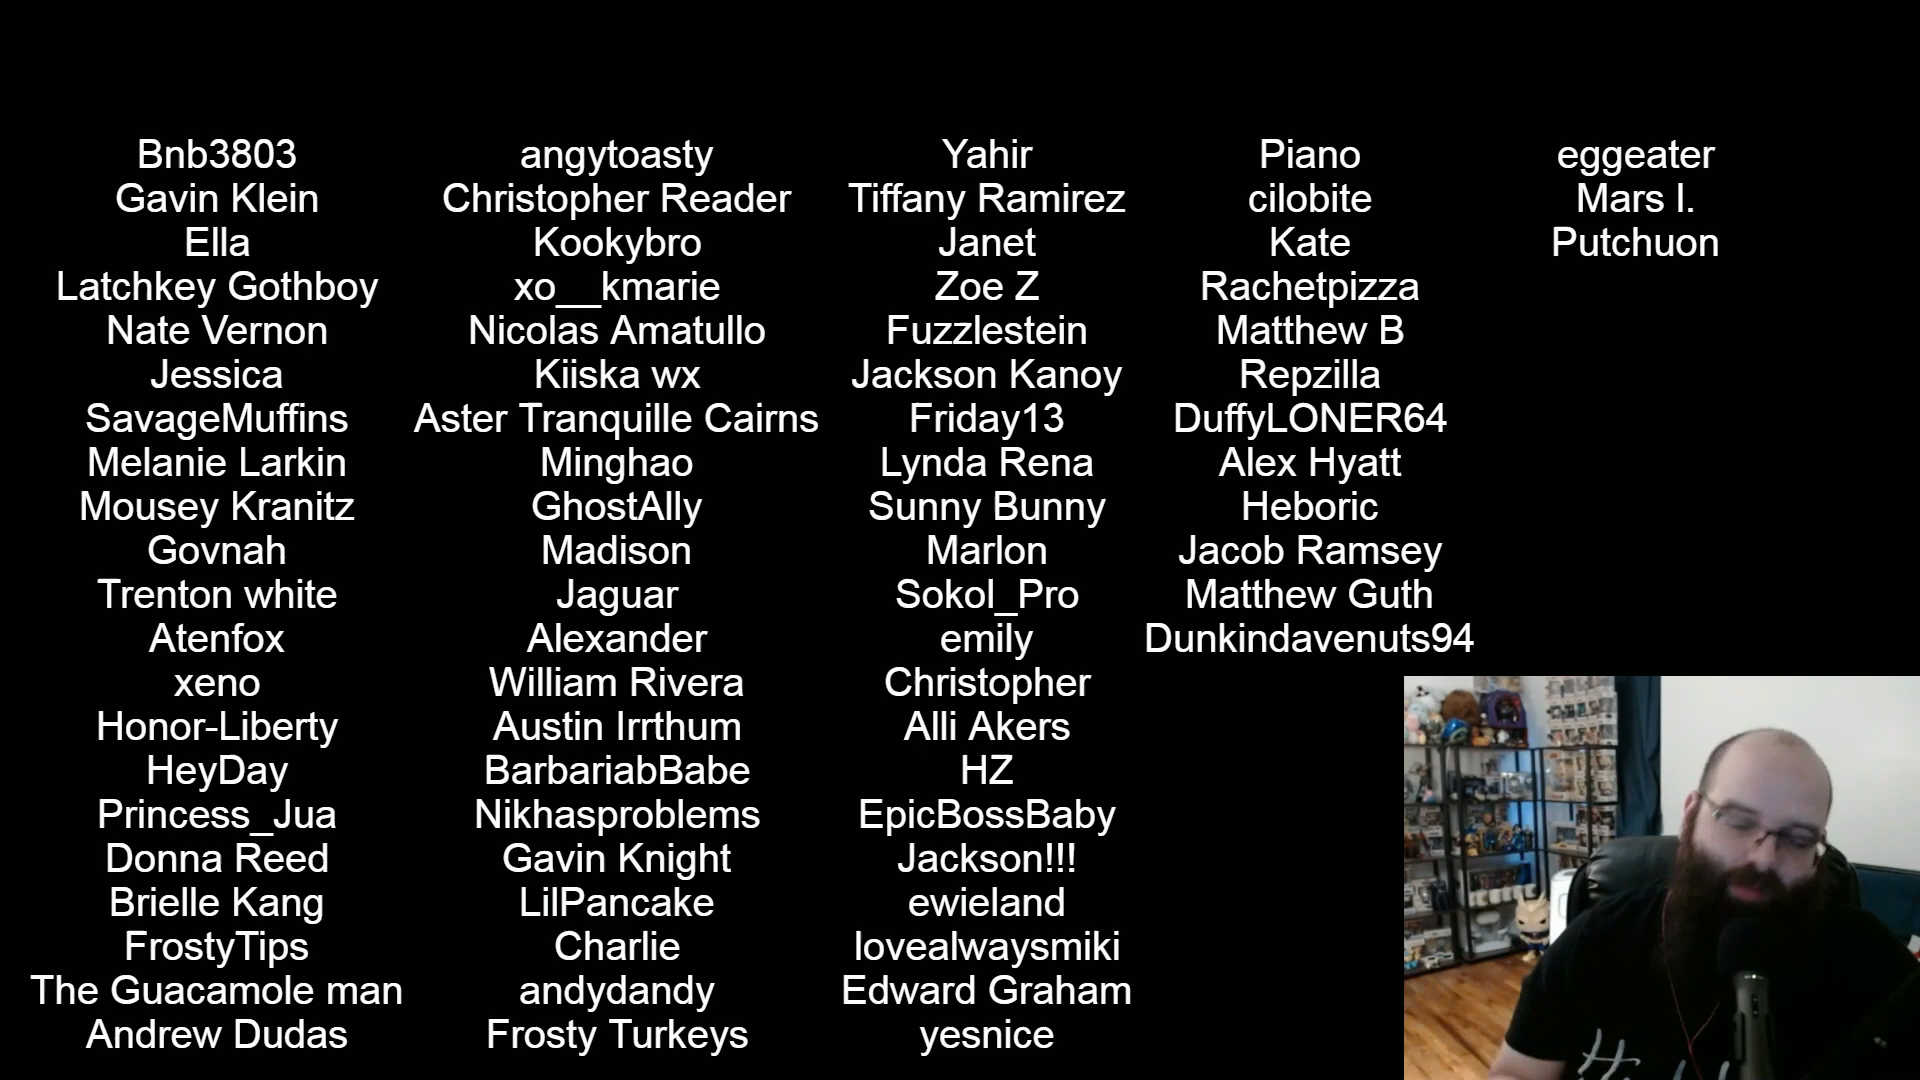 Bnb3803
Gavin Klein
Ella
Latchkey Gothboy
Nate Vernon
Jessica
SavageMuffins
Melanie Larkin
Mousey Kranitz
Govnah
Trenton white
Atenfox
xeno
Honor-Liberty
HeyDay
Princess_Jua
Donna Reed
Brielle Kang
FrostyTips
The Guacamole man
Andrew Dudas
angytoasty
Christopher Reader
Kookybro
xo__kmarie
Nicolas Amatullo
Kiiska wx
Aster Tranquille Cairns
Minghao
GhostAlly
Madison
Jaguar
Alexander
William Rivera
Austin Irrthum
BarbariabBabe
Nikhasproblems
Gavin Knight
LilPancake
Charlie
andydandy
Frosty Turkeys
Yahir
Tiffany Ramirez
Janet
Zoe Z
Fuzzlestein
Jackson Kanoy
Friday13
Lynda Rena
Sunny Bunny
Marlon
Sokol_Pro
emily
Christopher
Alli Akers
HZ
EpicBossBaby
Jackson!!!
ewieland
lovealwaysmiki
Edward Graham
yesnice
Piano
cilobite
Kate
Rachetpizza
Matthew B
Repzilla
DuffyLONER64
Alex Hyatt
Heboric
Jacob Ramsey
Matthew Guth
Dunkindavenuts94
eggeater
Mars I.
Putchuon